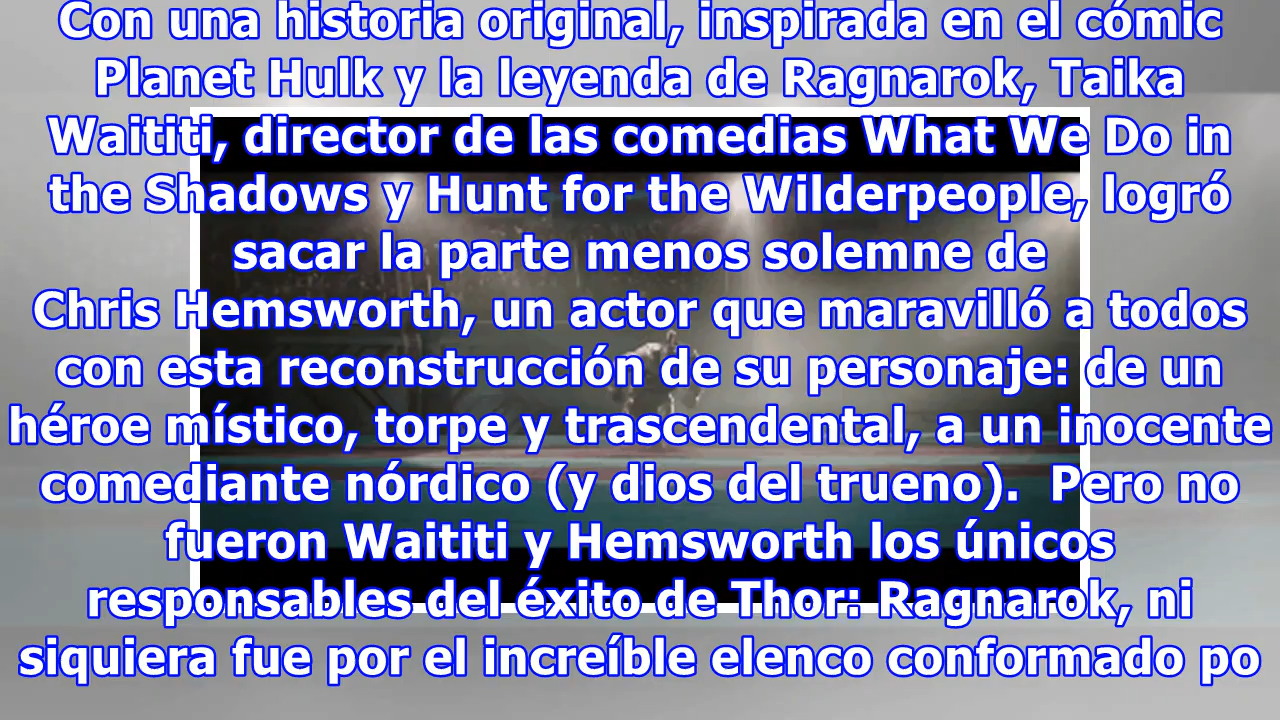 Con una historia original, inspirada en el cómic
Planet Hulk y la leyenda de Ragnarok, Taika
Waititi, director de las comedias What We Do in
the Shadows y Hunt for the Wilderpeople, logró
sacar la parte menos solemne de
Chris Hemsworth, un actor que maravilló a todos
con esta reconstrucción de su personaje: de un
héroe místico, torpe y trascendental, a un inocente
comediante nórdico (y dios del trueno).  Pero no
fueron Waititi y Hemsworth los únicos
responsables del éxito de Thor: Ragnarok, ni
siquiera fue por el increíble elenco conformado po